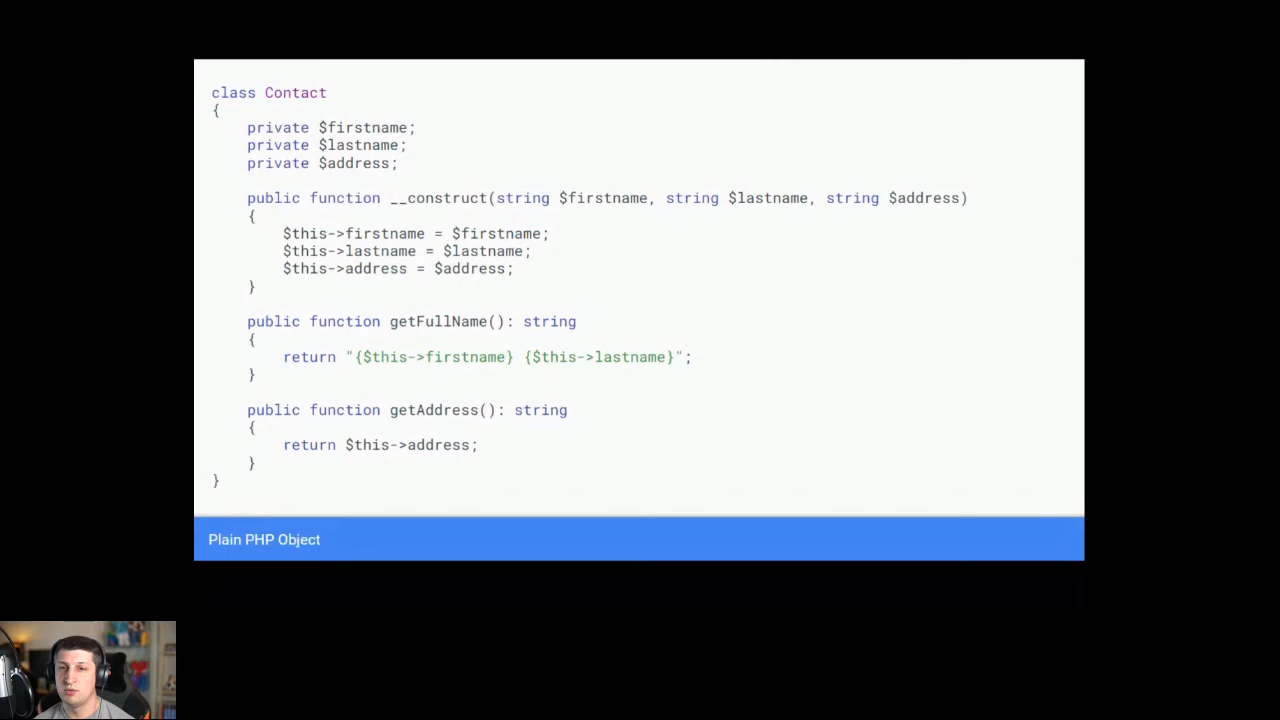 class Contact
{
    private $firstname;
    private $lastname;
    private $address;

    public function __construct(string $firstname, string $lastname, string $address)
    {
        $this->firstname = $firstname;
        $this->lastname = $lastname;
        $this->address = $address;
    }

    public function getFullName(): string
    {
        return "{$this->firstname} {$this->lastname}";
    }

    public function getAddress(): string
    {
        return $this->address;
    }
}
Plain PHP Object